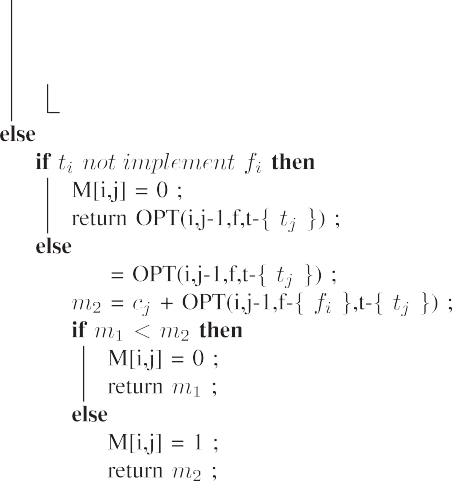 else
if t_i not implement f_i then
M[i,j] = 0 ;
return OPT(i,j-1,f,t-{ t_j }) ;
else
= OPT(i,j-1,f,t-{ t_j }) ;
m_2 = c_j + OPT(i,j-1,f-{ f_i },t-{ t_j }) ;
if m_1 < m_2 then
M[i,j] = 0 ;
return m_1 ;
else
M[i,j] = 1 ;
return m_2 ;